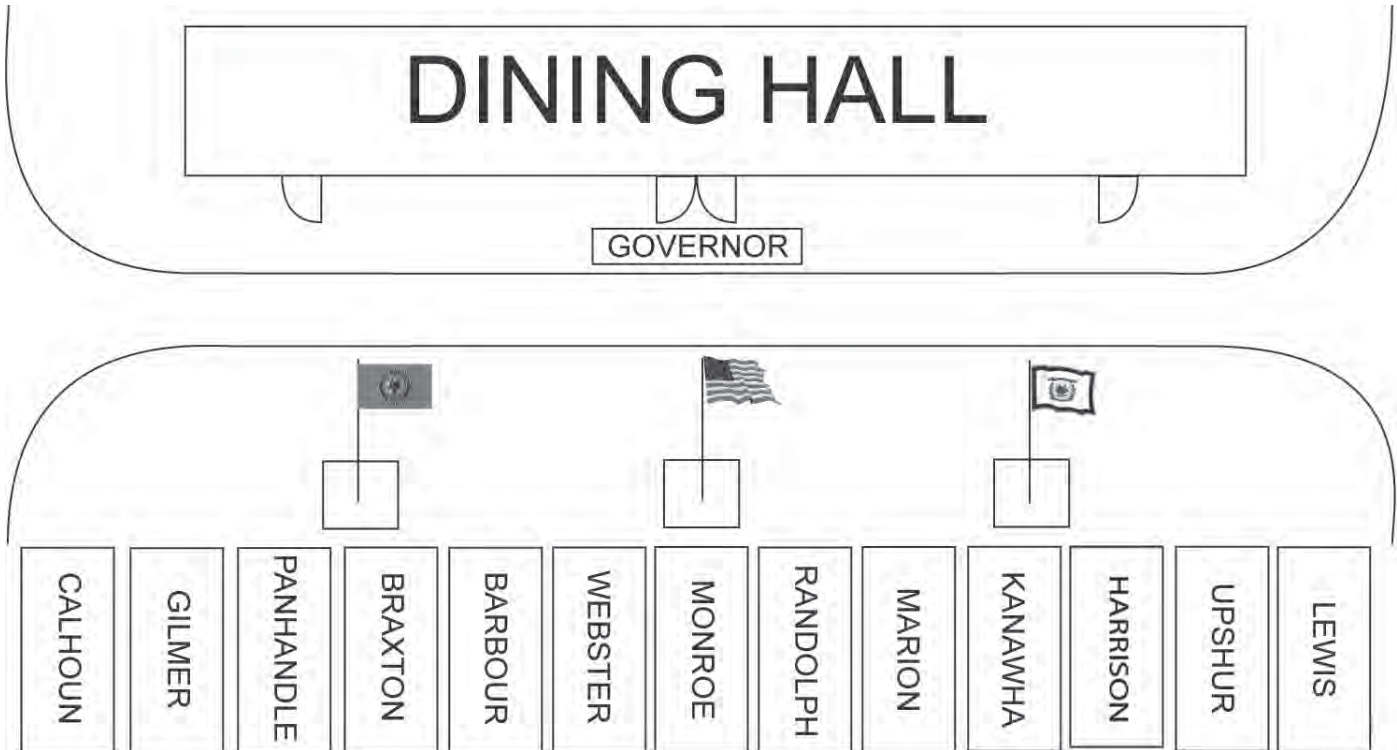 DINING HALL
GOVERNOR
CALHOUN
GILMER
PANHANDLE
BRAXTON
BARBOUR
WEBSTER
MONROE
RANDOLPH
MARION
KANAWHA
HARRISON
UPSHUR
LEWIS